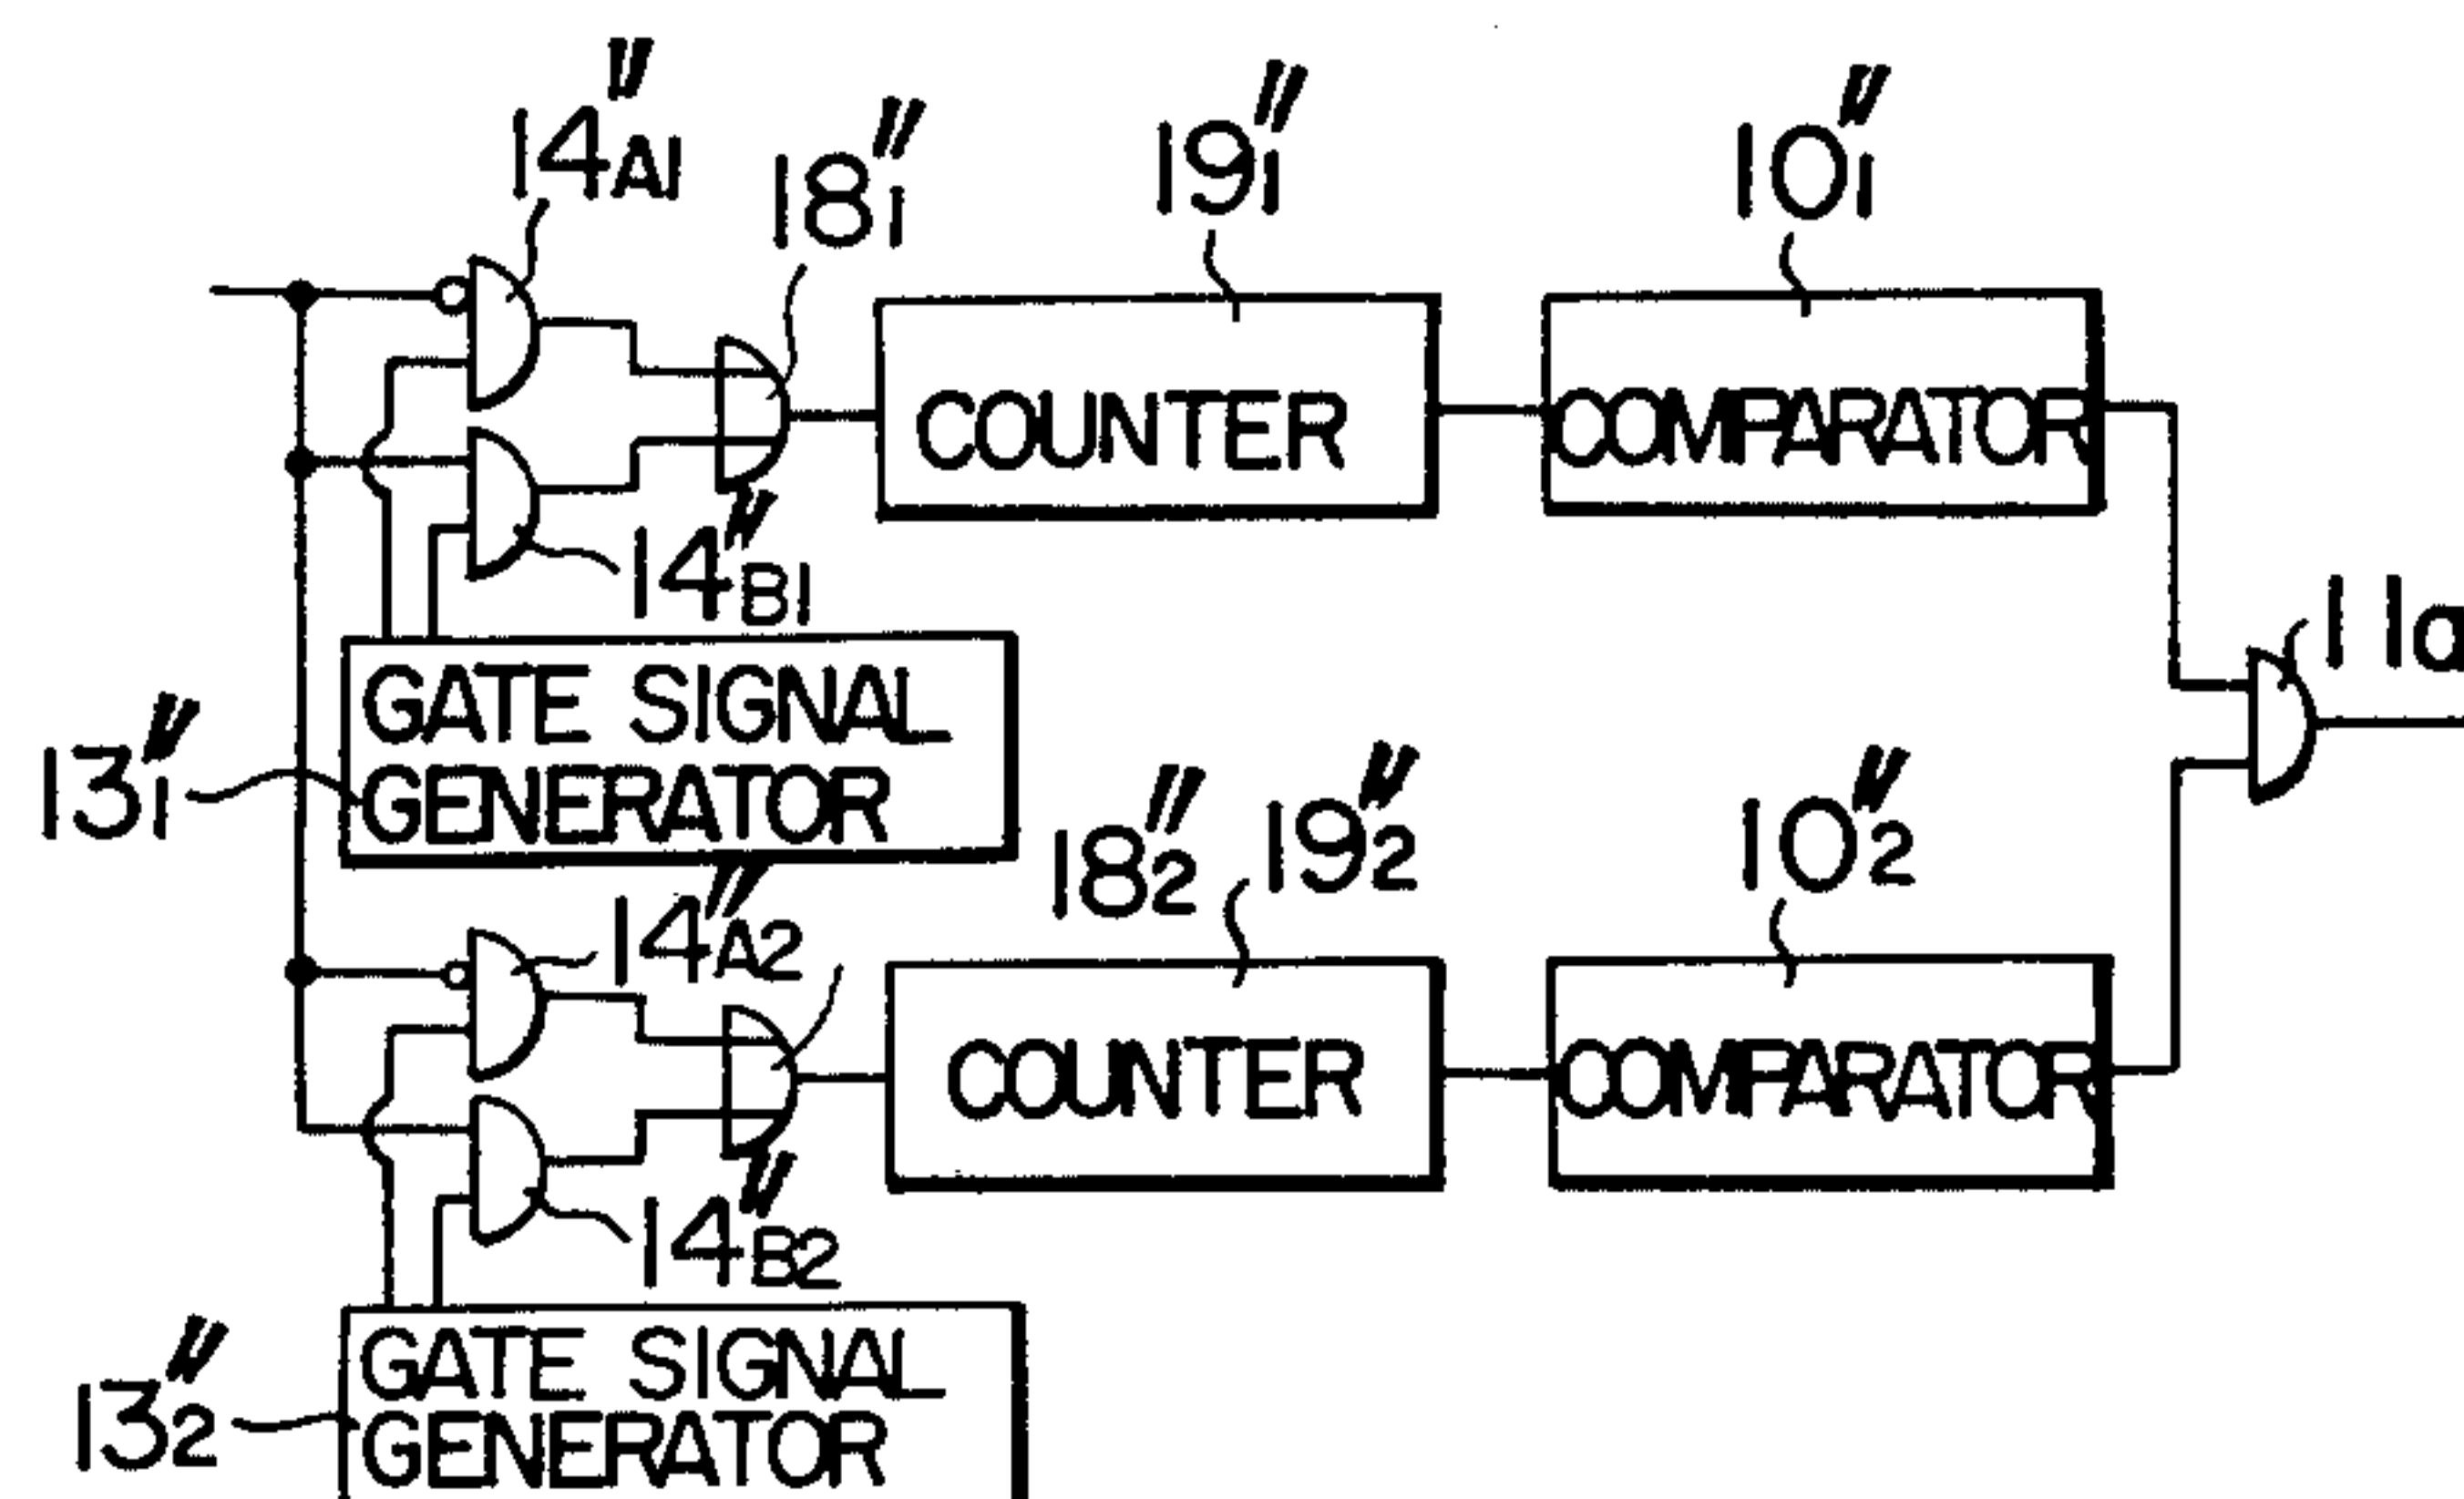 14"A1
18"1
19"1
10"1
COUNTER
COMPARATOR
14"B1
11a
GATE SIGNAL
GENERATOR
13"1
18"2
19"2
10"2
14"A2
COUNTER
COMPARATOR
14"B2
GATE SIGNAL
GENERATOR
13"2